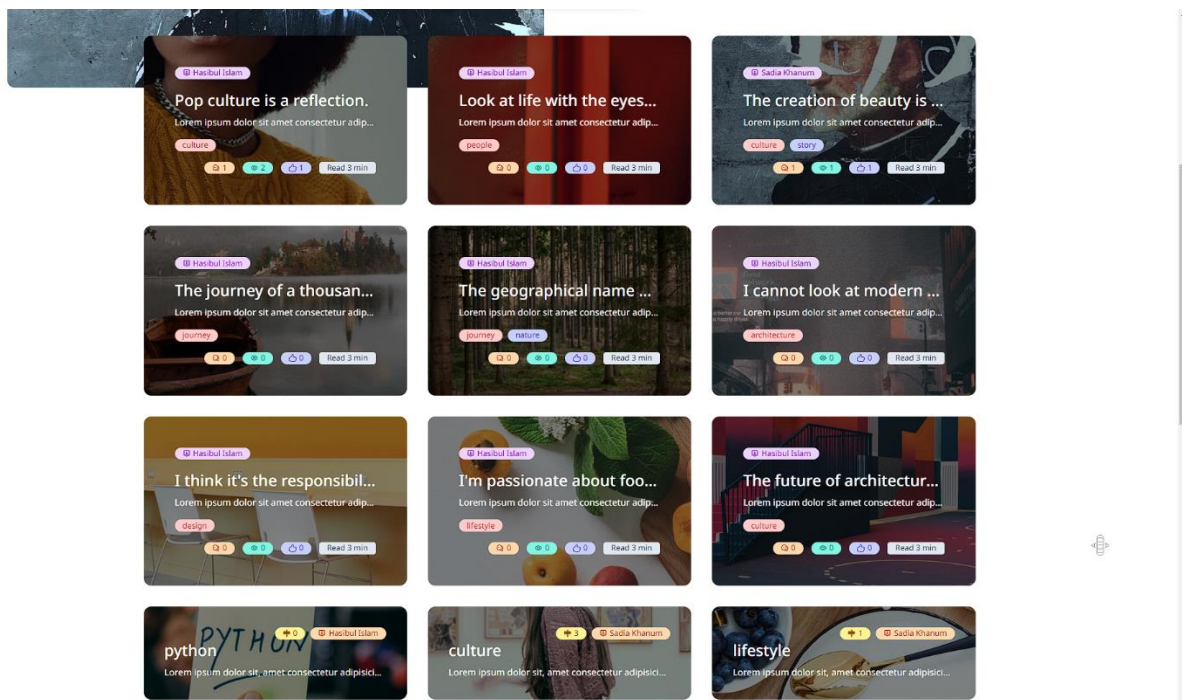 Hasibul Islam
Pop culture is a reflection.
Lorem ipsum dolor sit amet consectetur adip...
culture
1 2 1 Read 3 min
Hasibul Islam
Look at life with the eyes...
Lorem ipsum dolor sit amet consectetur adip...
people
0 0 0 Read 3 min
Sadia Khanum
The creation of beauty is ...
Lorem ipsum dolor sit amet consectetur adip...
culture story
1 1 1 Read 3 min
Hasibul Islam
The journey of a thousan...
Lorem ipsum dolor sit amet consectetur adip...
journey
0 0 0 Read 3 min
Hasibul Islam
The geographical name ...
Lorem ipsum dolor sit amet consectetur adip...
journey nature
0 0 0 Read 3 min
Hasibul Islam
I cannot look at modern ...
Lorem ipsum dolor sit amet consectetur adip...
architecture
0 0 0 Read 3 min
Hasibul Islam
I think it's the responsibil...
Lorem ipsum dolor sit amet consectetur adip...
design
0 0 0 Read 3 min
Hasibul Islam
I'm passionate about foo...
Lorem ipsum dolor sit amet consectetur adip...
lifestyle
0 0 0 Read 3 min
Hasibul Islam
The future of architectur...
Lorem ipsum dolor sit amet consectetur adip...
culture
0 0 0 Read 3 min
0 Hasibul Islam
PYTHON
python
Lorem ipsum dolor sit, amet consectetur adipisici...
3 Sadia Khanum
culture
Lorem ipsum dolor sit, amet consectetur adipisici...
1 Sadia Khanum
lifestyle
Lorem ipsum dolor sit, amet consectetur adipisici...